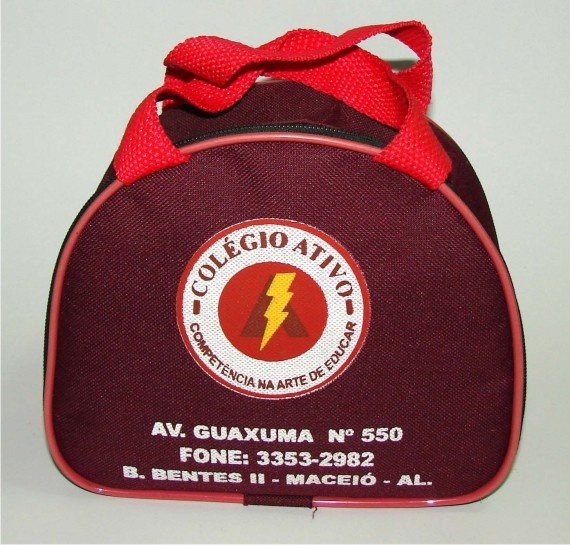 COLÉGIO ATIVO
A
COMPETÊNCIA NA ARTE DE EDUCAR
AV. GUAXUMA Nº 550
FONE: 3353-2982
B. BENTES II - MACEIÓ - AL.